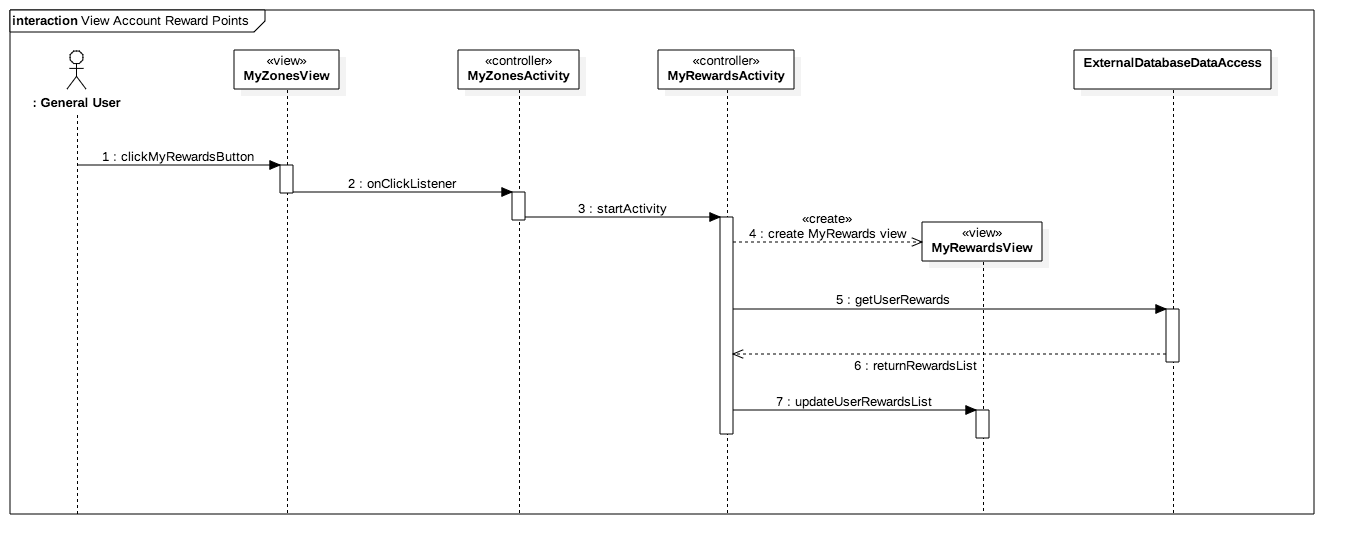 interaction View Account Reward Points
: General User
«view»
MyZonesView
«controller»
MyZonesActivity
«controller»
MyRewardsActivity
ExternalDatabaseDataAccess
1 : clickMyRewardsButton
2 : onClickListener
3 : startActivity
«create»
4 : create MyRewards view
«view»
MyRewardsView
5 : getUserRewards
6 : returnRewardsList
7 : updateUserRewardsList